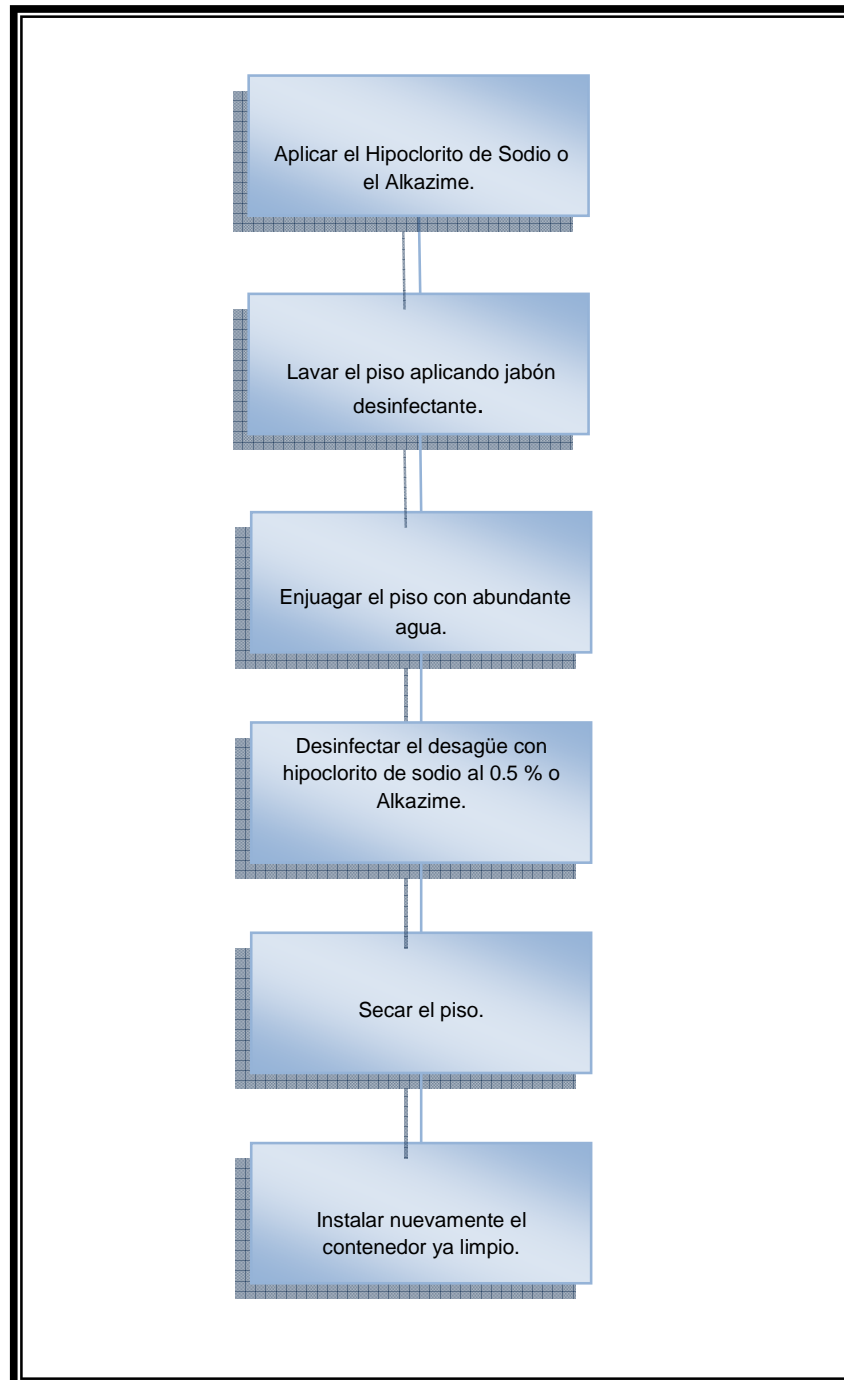 Aplicar el Hipoclorito de Sodio o
el Alkazime.
Lavar el piso aplicando jabón
desinfectante.
Enjuagar el piso con abundante
agua.
Desinfectar el desagüe con
hipoclorito de sodio al 0.5 % o
Alkazime.
Secar el piso.
Instalar nuevamente el
contenedor ya limpio.